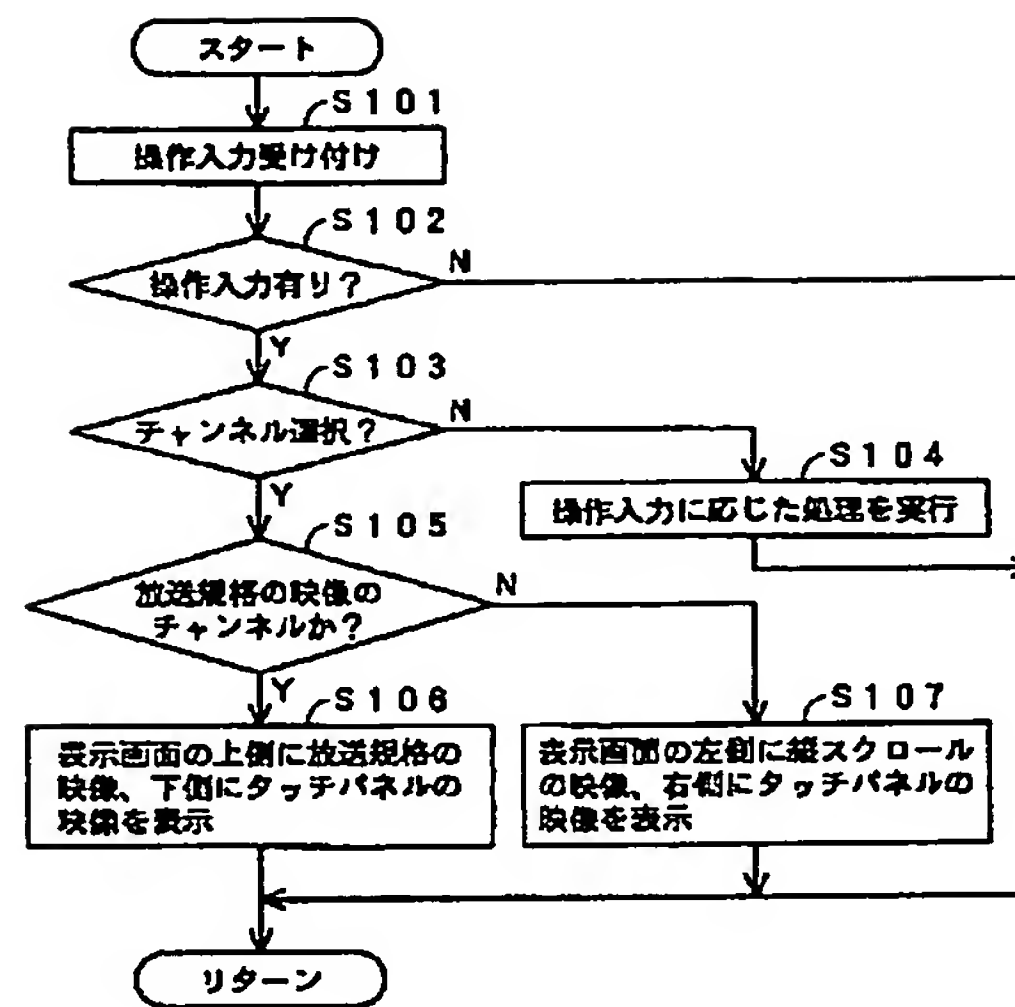 スタート
S101
操作入力受け付け
S102
操作入力有り?
N
Y
S103
チャンネル選択?
N
Y
S104
操作入力に応じた処理を実行
S105
放送規格の映像の
チャンネルか?
N
Y
S106
表示画面の上側に放送規格の
映像、下側にタッチパネルの
映像を表示
S107
表示画面の左側に縦スクロール
の映像、右側にタッチパネルの
映像を表示
リターン